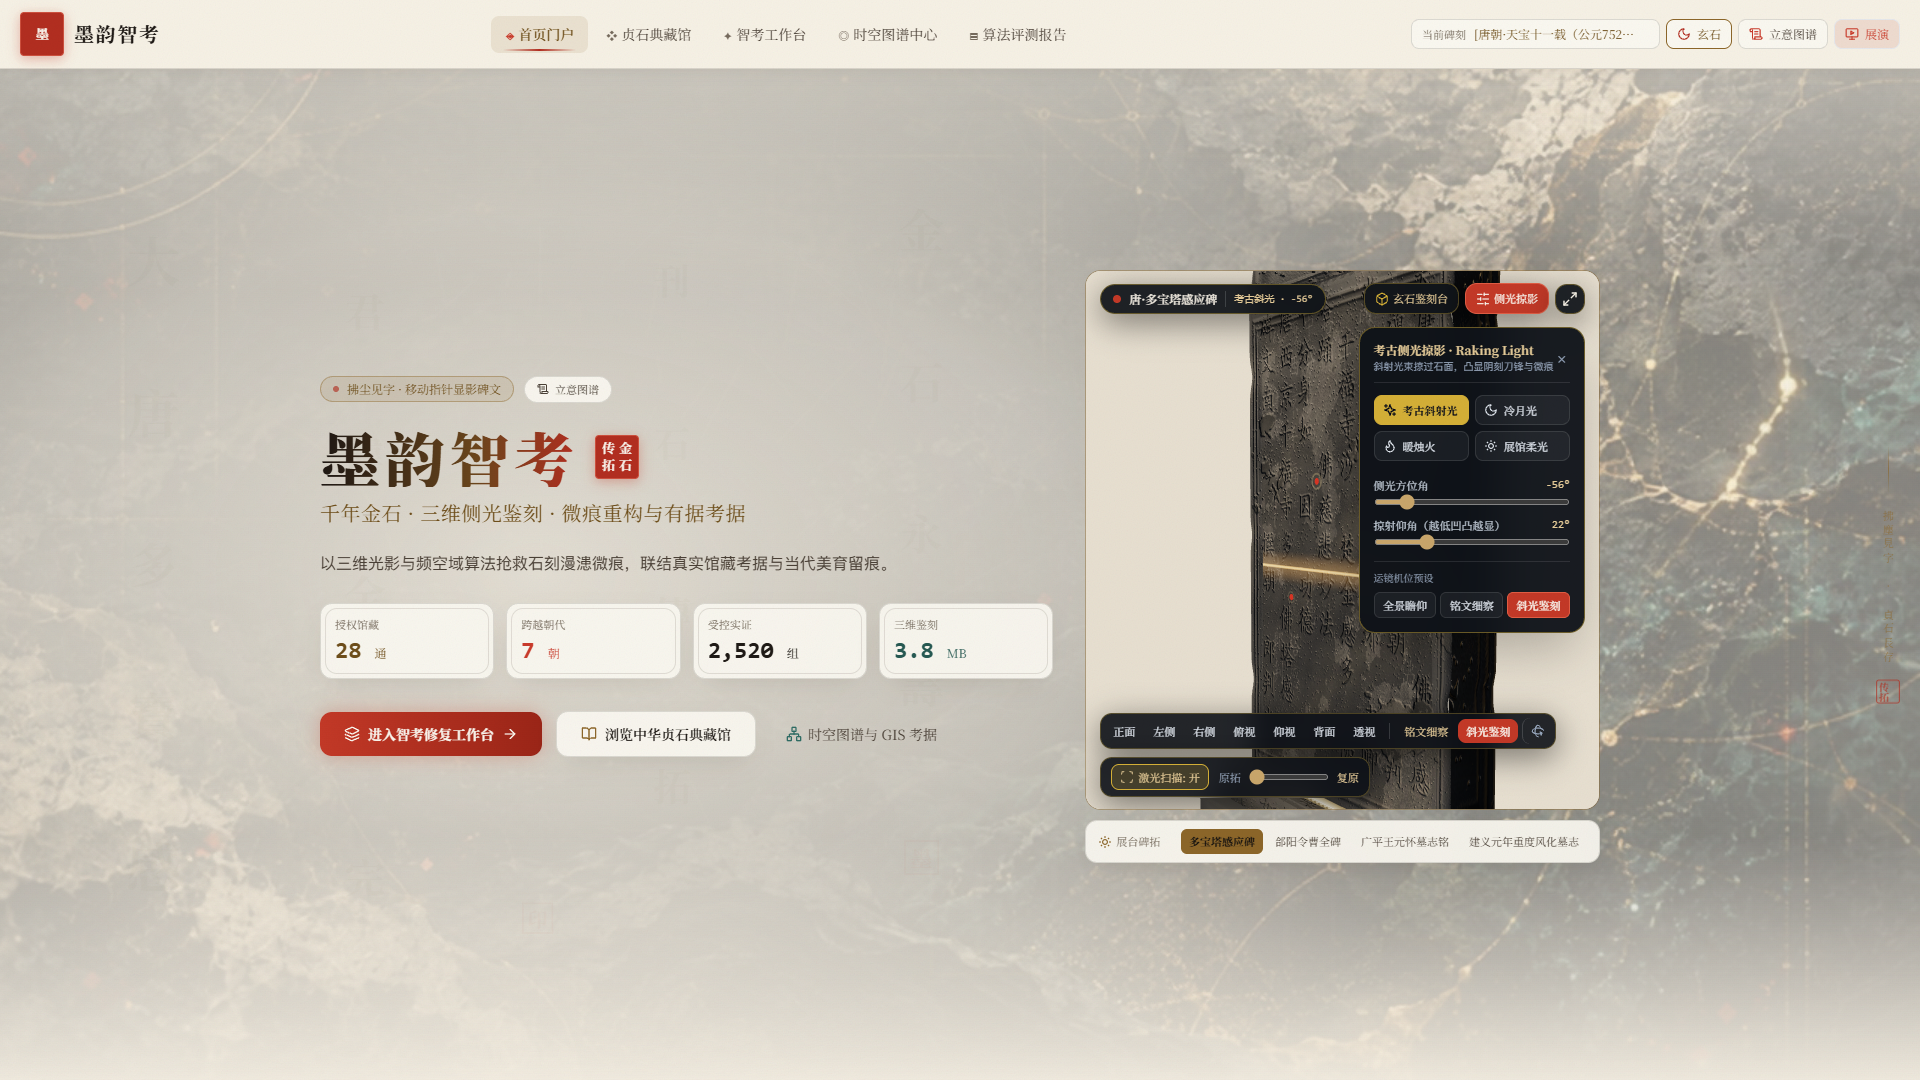 墨 墨韵智考
首页门户 贞石典藏馆 智考工作台 时空图谱中心 算法评测报告
当前碑刻 [唐朝·天宝十一载（公元752···
玄石 立意图谱 展演
拂尘见字 · 移动指针显影碑文
立意图谱
墨韵智考
传金
拓石
千年金石 · 三维侧光鉴刻 · 微痕重构与有据考据
以三维光影与频空域算法抢救石刻漫漶微痕，联结真实馆藏考据与当代美育留痕。
授权馆藏
28 通
跨越朝代
7 朝
受控实证
2,520 组
三维鉴刻
3.8 MB
进入智考修复工作台
浏览中华贞石典藏馆
时空图谱与 GIS 考据
唐·多宝塔感应碑 考古斜光 · -56°
玄石鉴刻台
侧光掠影
考古侧光掠影 · Raking Light
斜射光束掠过石面，凸显阴刻刀锋与微痕
考古斜射光
冷月光
暖烛火
展馆柔光
侧光方位角 -56°
掠射仰角（越低凹凸越显） 22°
运镜机位预设
全景瞻仰 铭文细察 斜光鉴刻
正面 左侧 右侧 俯视 仰视 背面 透视 铭文细察 斜光鉴刻
激光扫描: 开 原拓 复原
展台碑拓 多宝塔感应碑 郃阳令曹全碑 广平王元怀墓志铭 建义元年重度风化墓志